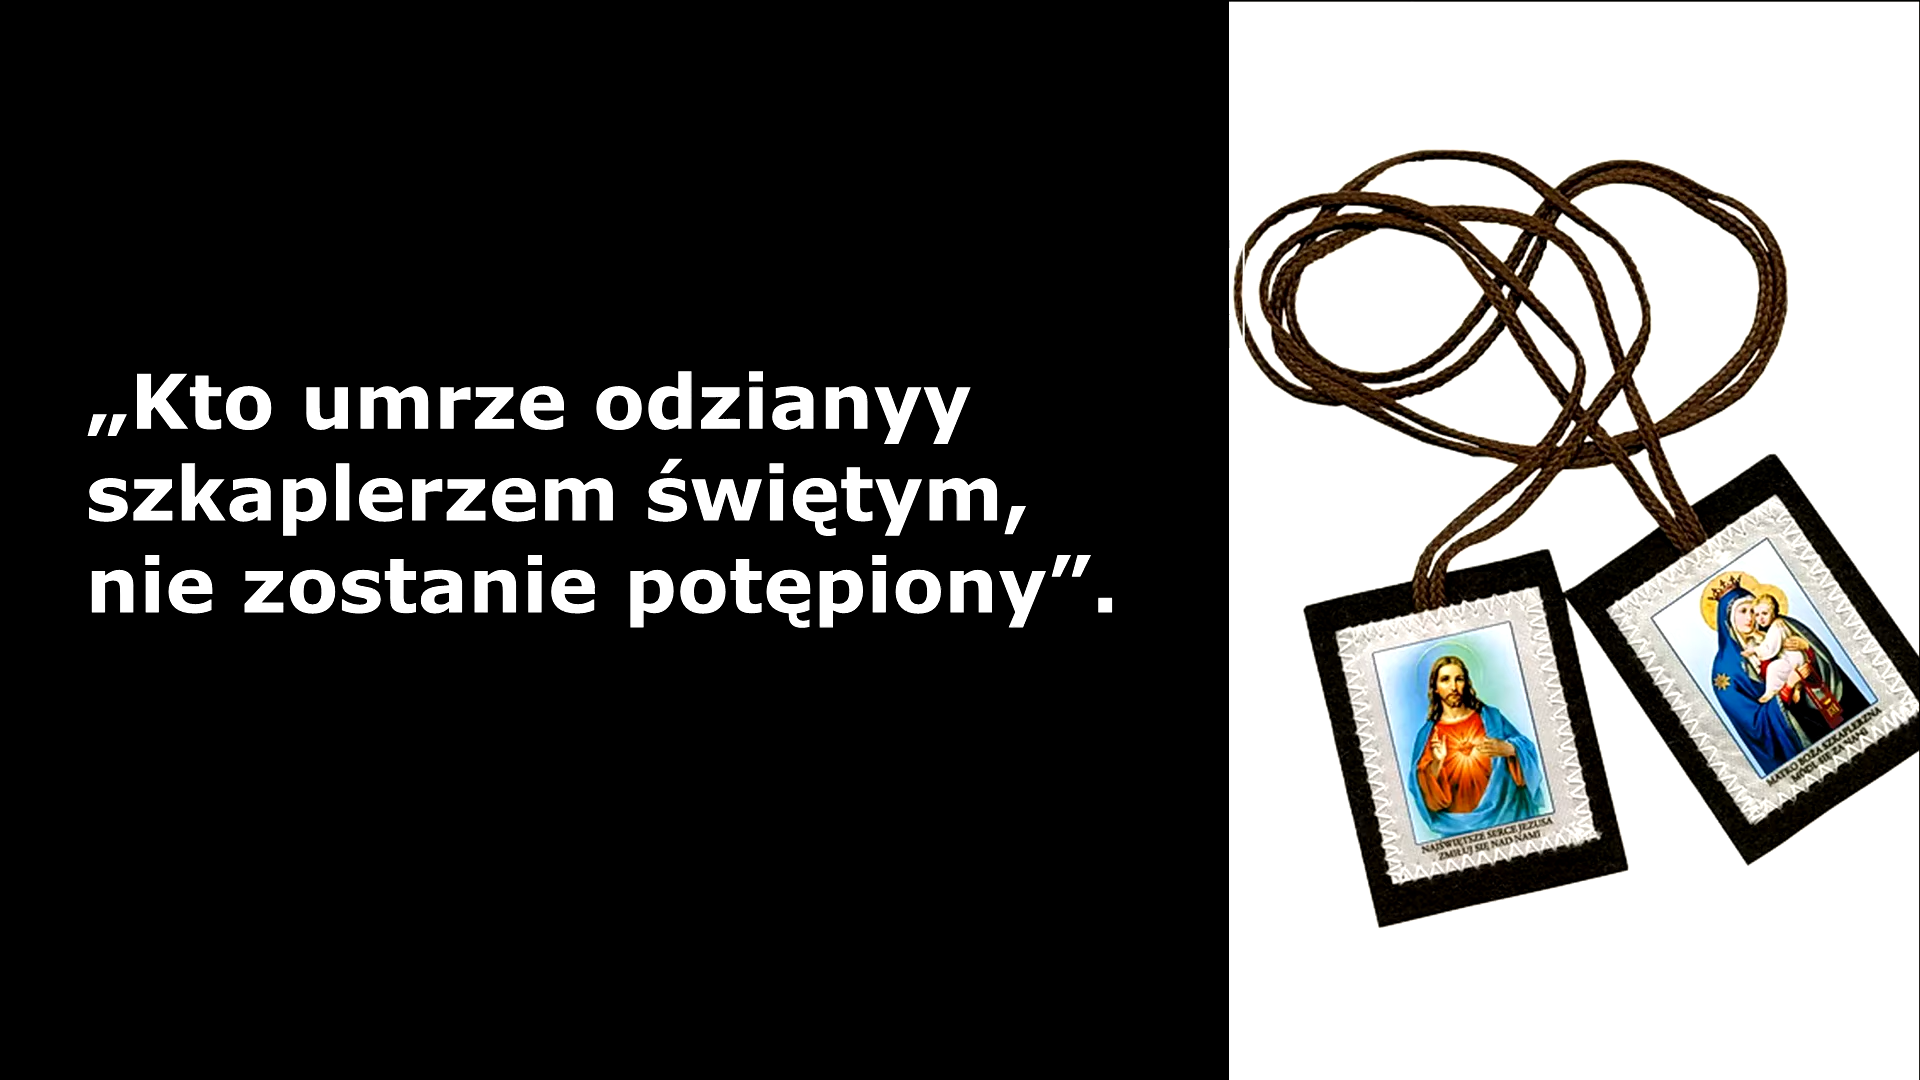 „Kto umrze odzianyy
szkaplerzem świętym,
nie zostanie potępiony”.
NAJŚWIĘTSZE SERCE JEZUSA
ZMIŁUJ SIĘ NAD NAMI
MATKO BOŻA SZKAPLERZNA
MÓDL SIĘ ZA NAMI